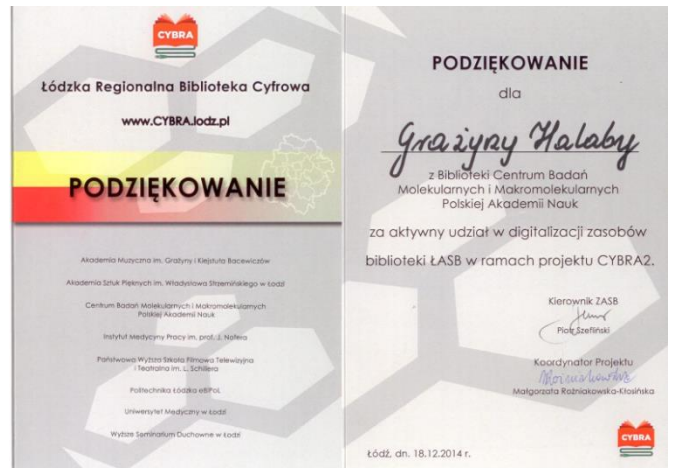 CYBRA
Łódzka Regionalna Biblioteka Cyfrowa
www.CYBRA.lodz.pl
PODZIĘKOWANIE
Akademia Muzyczna im. Grażyny i Kiejstuta Bacewiczów
Akademia Sztuk Pięknych im. Władysława Strzemińskiego w Łodzi
Centrum Badań Molekularnych i Makromolekularnych
Polskiej Akademii Nauk
Instytut Medycyny Pracy im. prof. J. Nofera
Państwowa Wyższa Szkoła Filmowa Telewizyjna
i Teatralna im. L. Schillera
Politechnika Łódzka eBiPoL
Uniwersytet Medyczny w Łodzi
Wyższe Seminarium Duchowne w Łodzi
PODZIĘKOWANIE
dla
Grażyny Halaby
z Biblioteki Centrum Badań
Molekularnych i Makromolekularnych
Polskiej Akademii Nauk
za aktywny udział w digitalizacji zasobów
biblioteki ŁASB w ramach projektu CYBRA2.
Kierownik ZASB
Piotr Szefliński
Koordynator Projektu
Małgorzata Rożniakowska-Kłosińska
CYBRA
Łódź, dn. 18.12.2014 r.